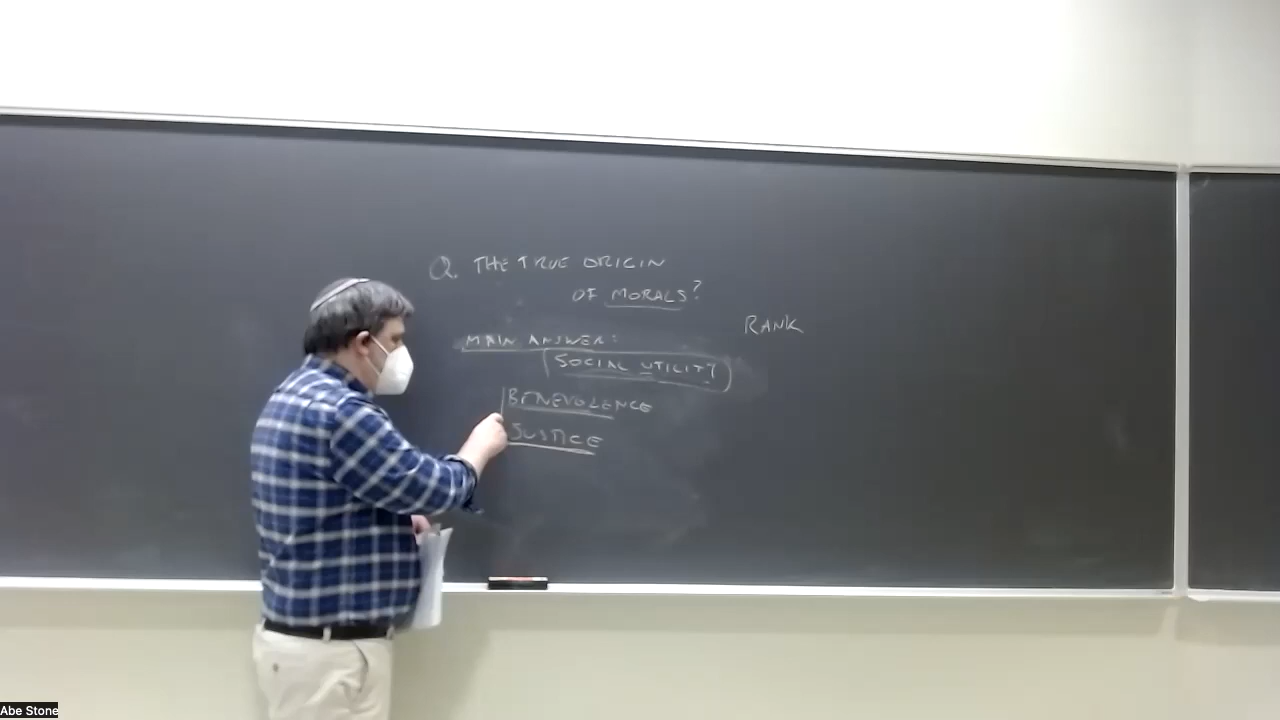 Q. THE TRUE ORIGIN
OF MORALS?
RANK
MAIN ANSWER:
SOCIAL UTILITY
BENEVOLENCE
JUSTICE
Abe Stone